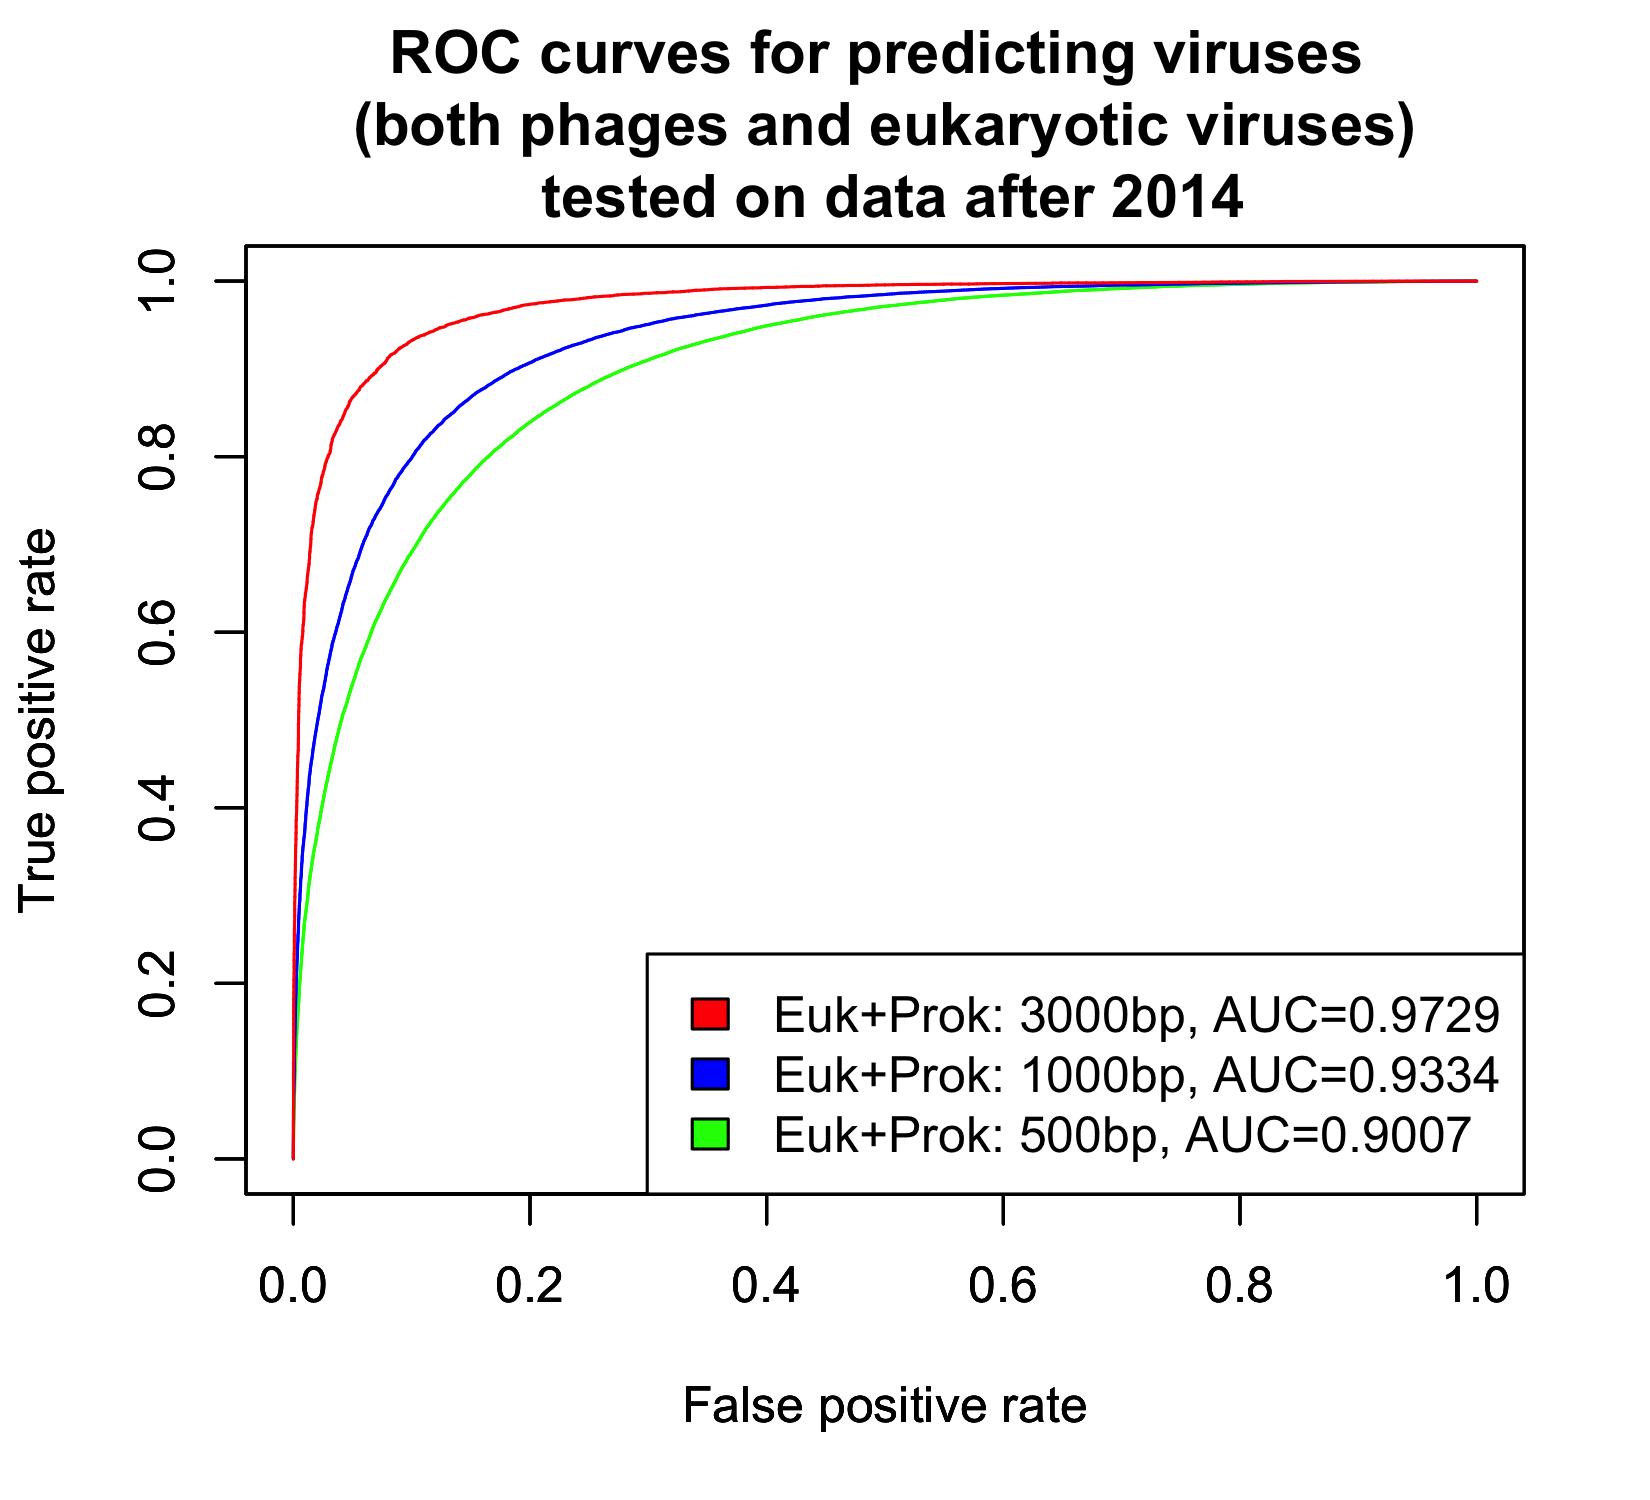 ROC curves for predicting viruses
(both phages and eukaryotic viruses)
tested on data after 2014
True positive rate
1.0
0.8
0.6
0.4
0.2
0.0
Euk+Prok: 3000bp, AUC=0.9729
Euk+Prok: 1000bp, AUC=0.9334
Euk+Prok: 500bp, AUC=0.9007
0.0 0.2 0.4 0.6 0.8 1.0
False positive rate